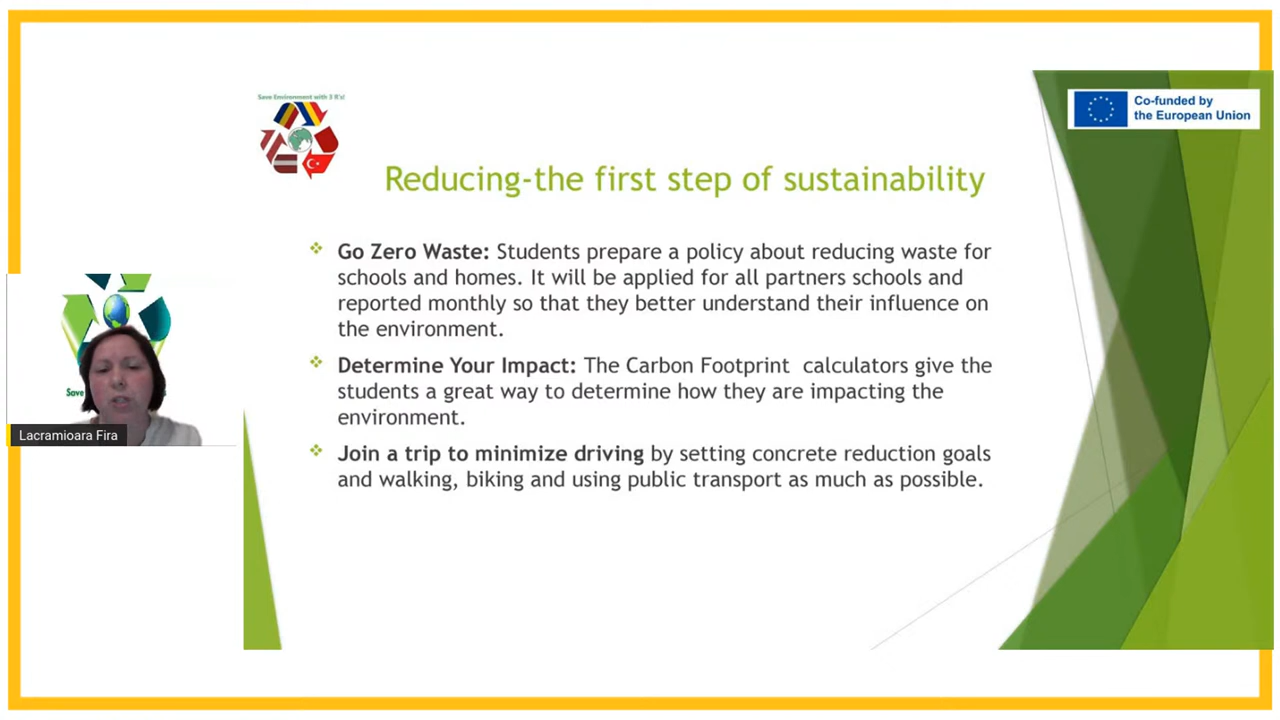 Save Environment with 3 R's!
Co-funded by
the European Union
Reducing-the first step of sustainability
Go Zero Waste: Students prepare a policy about reducing waste for
schools and homes. It will be applied for all partners schools and
reported monthly so that they better understand their influence on
the environment.
Determine Your Impact: The Carbon Footprint  calculators give the
students a great way to determine how they are impacting the
environment.
Join a trip to minimize driving by setting concrete reduction goals
and walking, biking and using public transport as much as possible.
Save
Lacramioara Fira